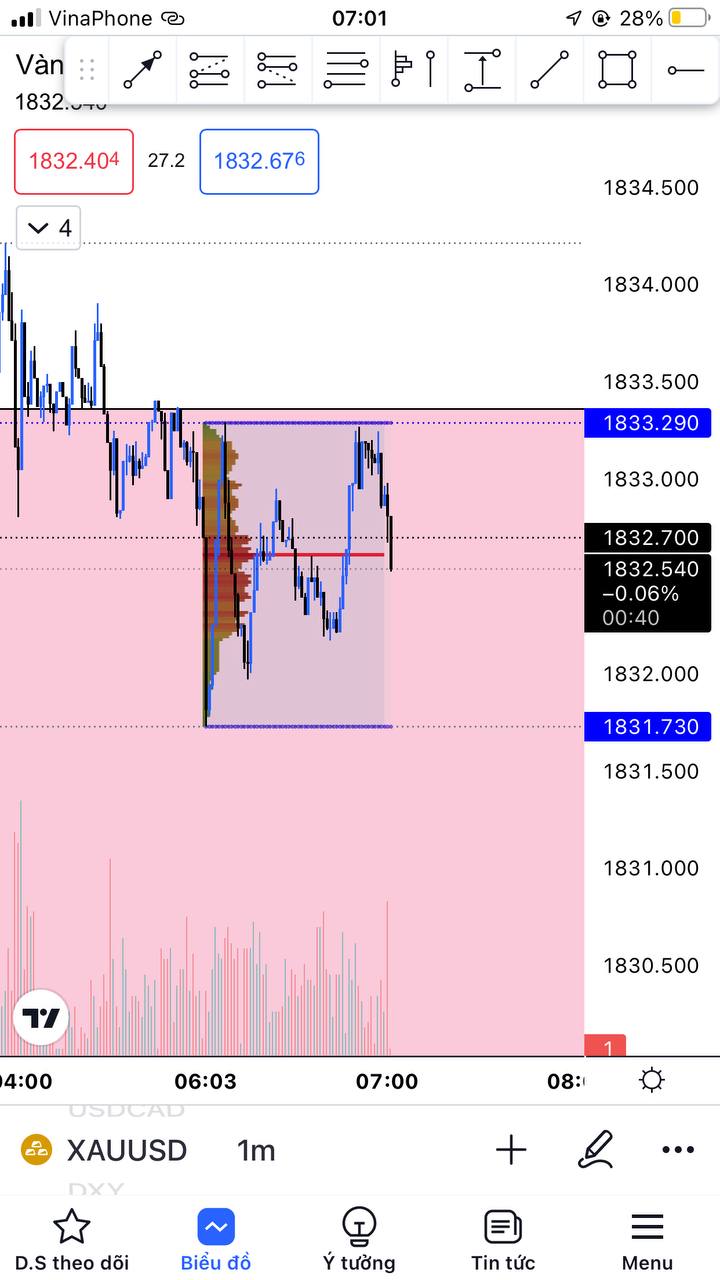 VinaPhone 07:01 28%
Vàn
1832.540
1832.404 27.2 1832.676
4
1834.500
1834.000
1833.500
1833.290
1833.000
1832.700
1832.540
−0.06%
00:40
1832.000
1831.730
1831.500
1831.000
1830.500
1
04:00 06:03 07:00 08:
USDCAD
XAUUSD 1m
DXY
D.S theo dõi Biểu đồ Ý tưởng Tin tức Menu